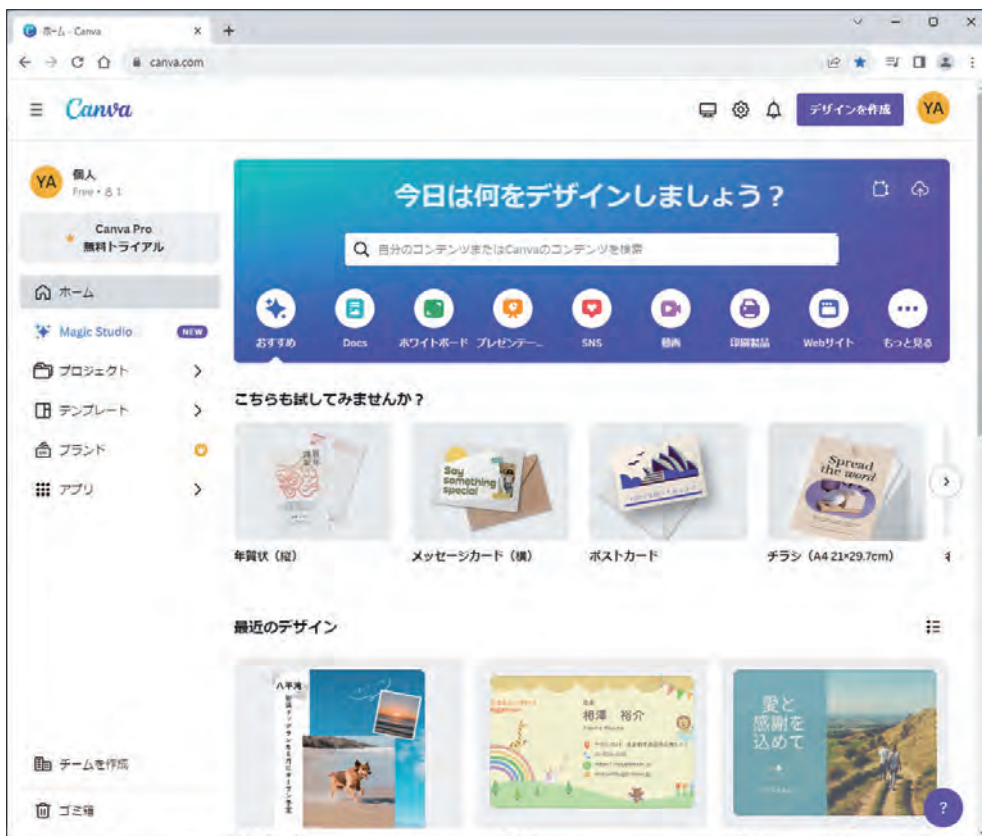 ホーム - Canva
canva.com
Canva
デザインを作成
YA
YA
個人
Free • 1
Canva Pro
無料トライアル
ホーム
Magic Studio
NEW
プロジェクト
テンプレート
ブランド
アプリ
チームを作成
ゴミ箱
今日は何をデザインしましょう？
自分のコンテンツまたはCanvaのコンテンツを検索
おすすめ
Docs
ホワイトボード
プレゼンテー...
SNS
動画
印刷製品
Webサイト
もっと見る
こちらも試してみませんか？
Say
something
special
Spread
the word
年賀状（縦）
メッセージカード（横）
ポストカード
チラシ（A4 21×29.7cm）
最近のデザイン
相澤 裕介
愛と
感謝を
込めて
?